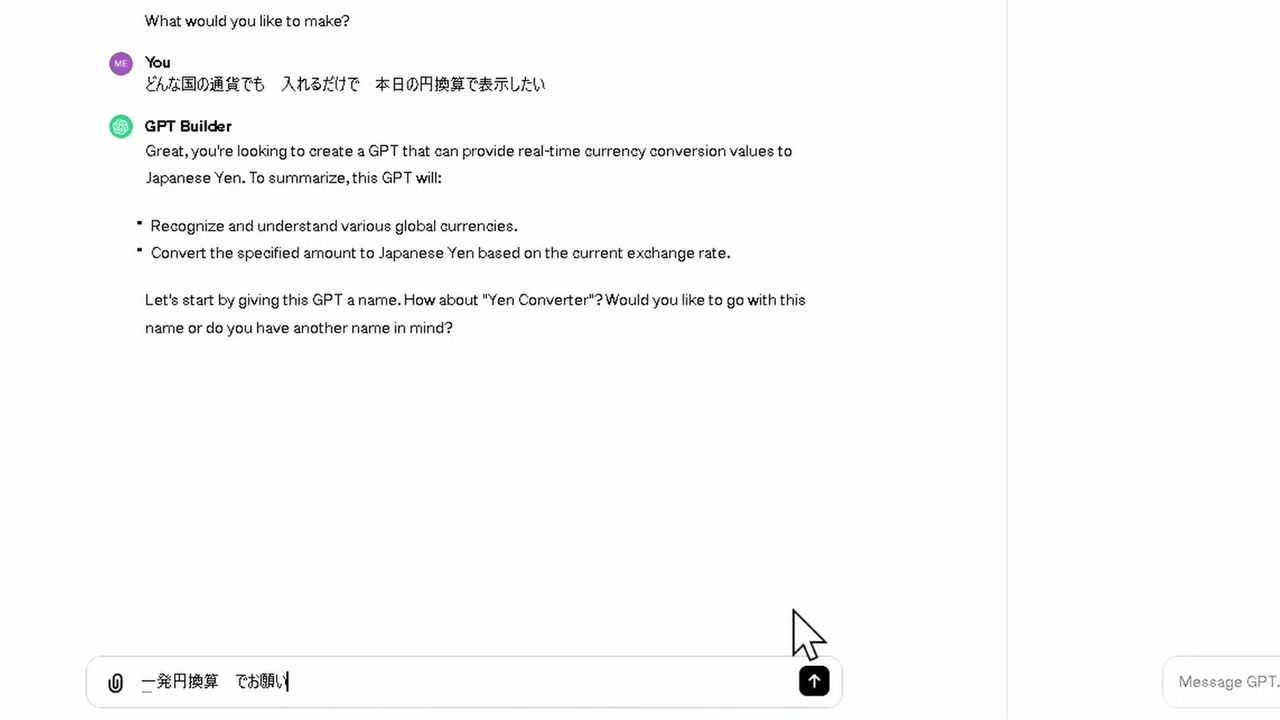 What would you like to make?
ME
You
どんな国の通貨でも　入れるだけで　本日の円換算で表示したい
GPT Builder
Great, you're looking to create a GPT that can provide real-time currency conversion values to
Japanese Yen. To summarize, this GPT will:
Recognize and understand various global currencies.
Convert the specified amount to Japanese Yen based on the current exchange rate.
Let's start by giving this GPT a name. How about "Yen Converter"? Would you like to go with this
name or do you have another name in mind?
一発円換算　でお願い
Message GPT.